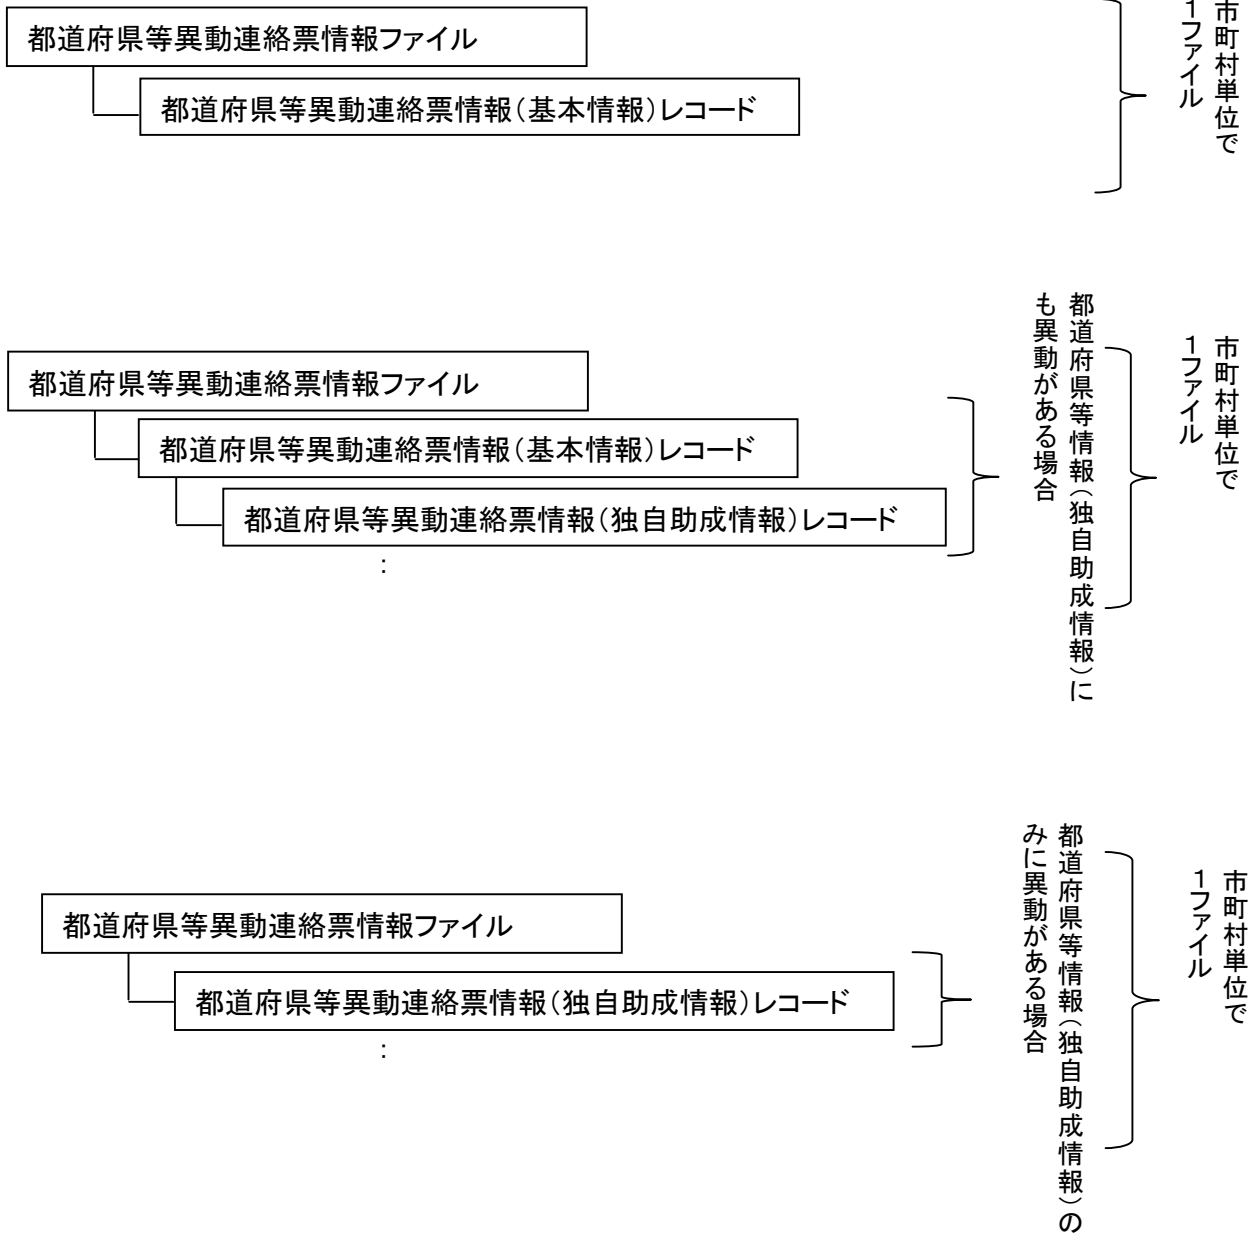 都道府県等異動連絡票情報ファイル
都道府県等異動連絡票情報（基本情報）レコード
市町村単位で
１ファイル
都道府県等異動連絡票情報ファイル
都道府県等異動連絡票情報（基本情報）レコード
都道府県等異動連絡票情報（独自助成情報）レコード
：
都道府県等情報（独自助成情報）に
も異動がある場合
市町村単位で
１ファイル
都道府県等異動連絡票情報ファイル
都道府県等異動連絡票情報（独自助成情報）レコード
：
都道府県等情報（独自助成情報）の
みに異動がある場合
市町村単位で
１ファイル